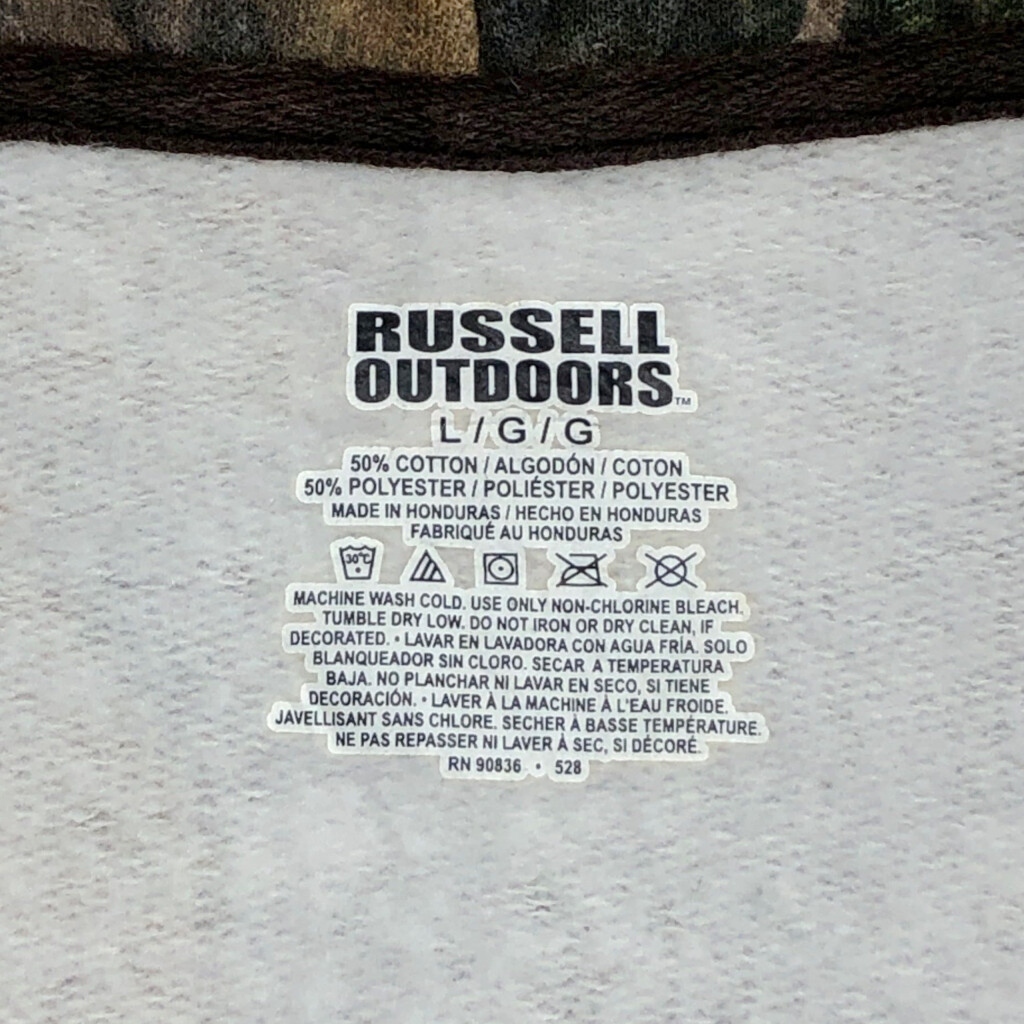 RUSSELL
OUTDOORS™
L / G / G
50% COTTON / ALGODÓN / COTON
50% POLYESTER / POLIÉSTER / POLYESTER
MADE IN HONDURAS / HECHO EN HONDURAS
FABRIQUÉ AU HONDURAS
30°C
MACHINE WASH COLD. USE ONLY NON-CHLORINE BLEACH.
TUMBLE DRY LOW. DO NOT IRON OR DRY CLEAN, IF
DECORATED. • LAVAR EN LAVADORA CON AGUA FRÍA. SOLO
BLANQUEADOR SIN CLORO. SECAR A TEMPERATURA
BAJA. NO PLANCHAR NI LAVAR EN SECO, SI TIENE
DECORACIÓN. • LAVER À LA MACHINE À L'EAU FROIDE.
JAVELLISANT SANS CHLORE. SECHER À BASSE TEMPÉRATURE.
NE PAS REPASSER NI LAVER À SEC, SI DÉCORÉ.
RN 90836 • 528